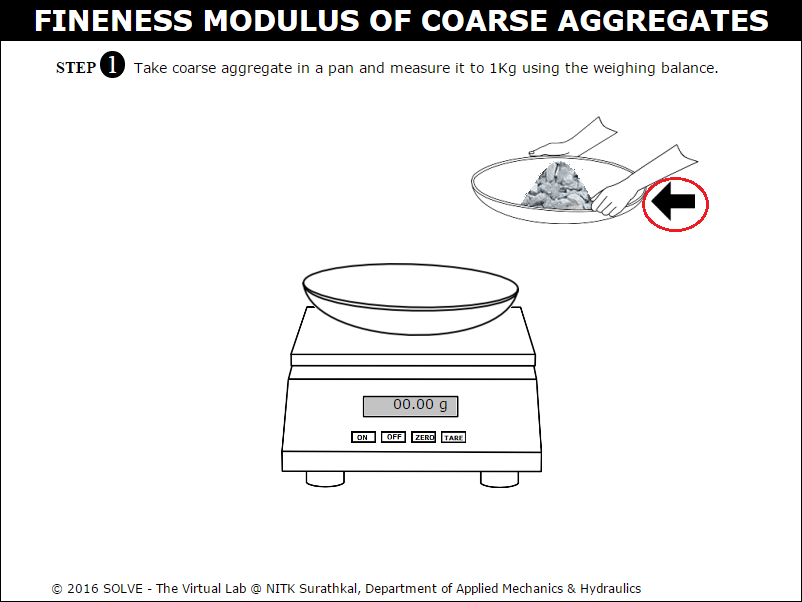 FINENESS MODULUS OF COARSE AGGREGATES
STEP 1 Take coarse aggregate in a pan and measure it to 1Kg using the weighing balance.
00.00 g
ON OFF ZERO TARE
© 2016 SOLVE - The Virtual Lab @ NITK Surathkal, Department of Applied Mechanics & Hydraulics